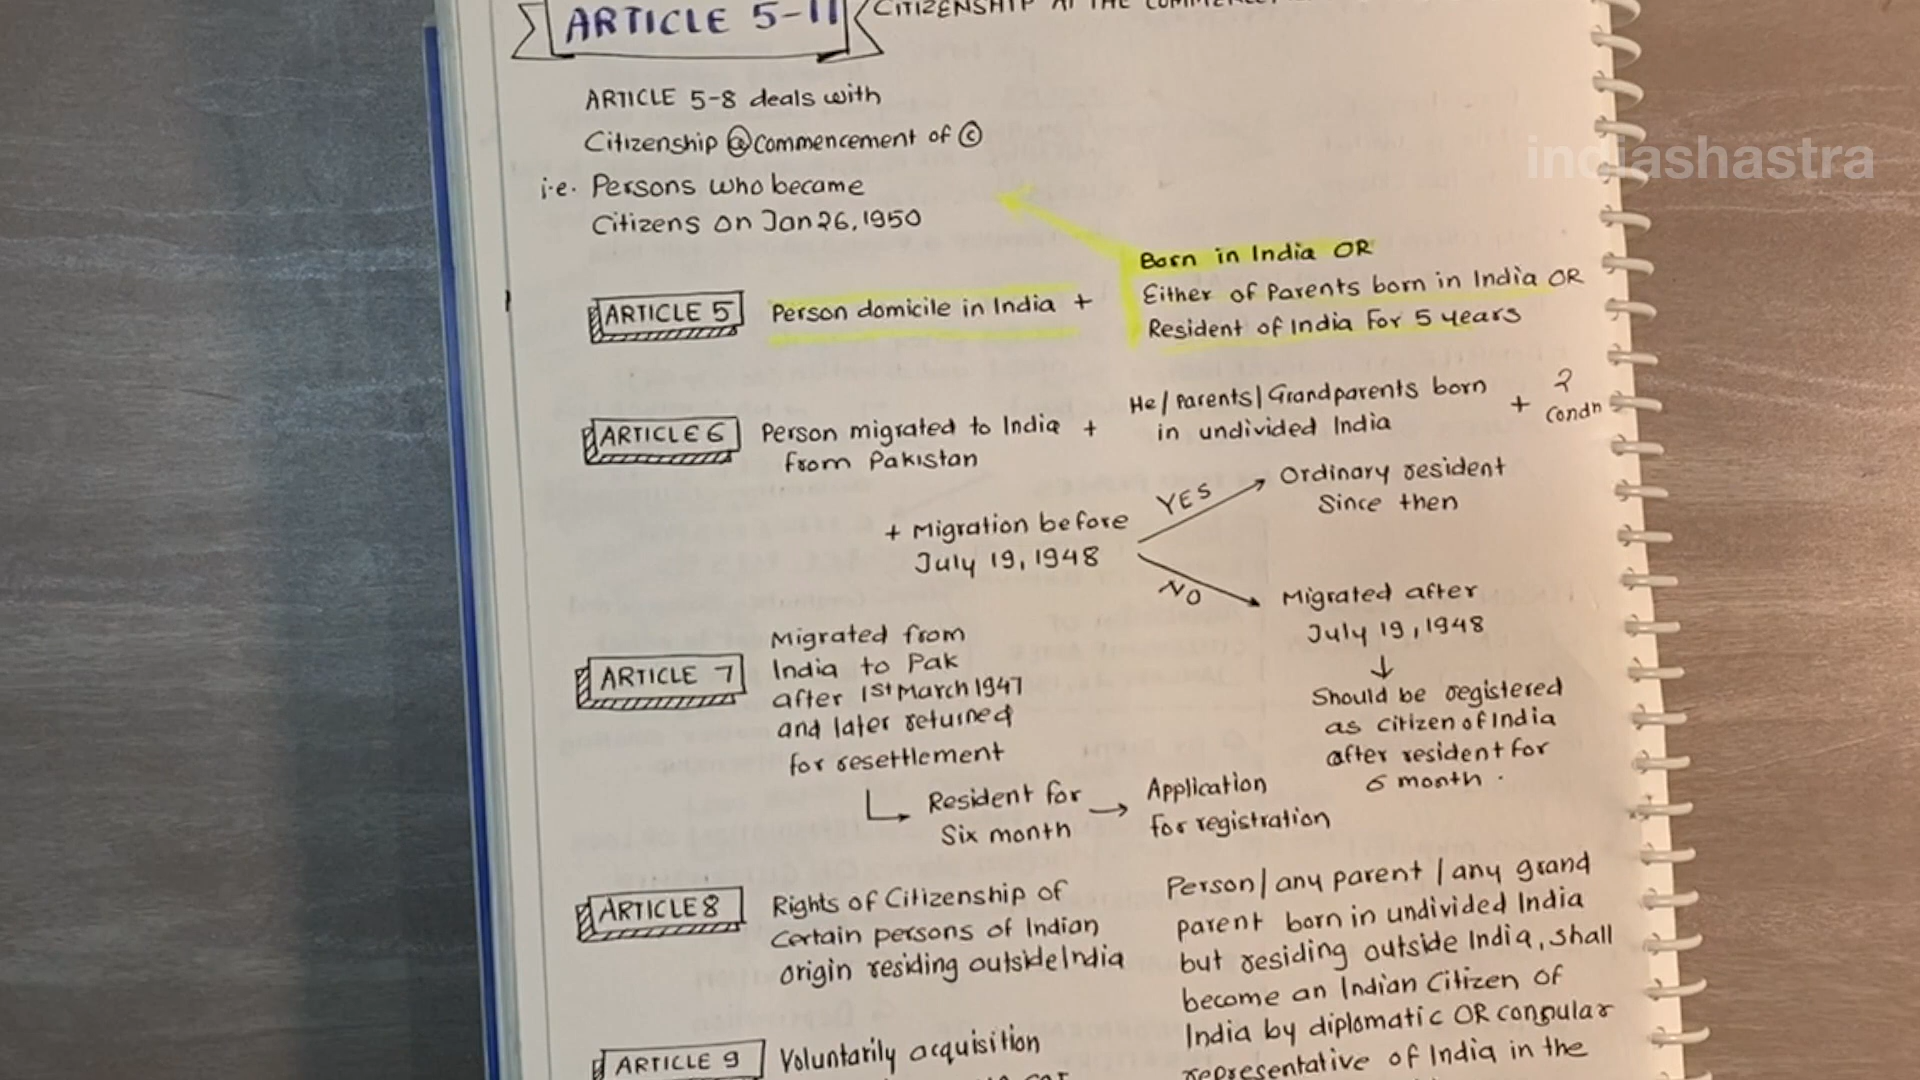 ARTICLE 5-11
CITIZENSHIP AT THE
ARTICLE 5-8 deals with
Citizenship @ commencement of ©
i.e. Persons who became
Citizens on Jan 26, 1950
ARTICLE 5
Person domicile in India +
Born in India OR
Either of Parents born in India OR
Resident of India For 5 years
ARTICLE 6
Person migrated to India +
from Pakistan
He / Parents / Grandparents born
in undivided India
+ 2
Condn
+ Migration before
July 19, 1948
YES
Ordinary resident
Since then
NO
Migrated after
July 19, 1948
↓
Should be registered
as citizen of India
after resident for
6 month.
ARTICLE 7
Migrated from
India to Pak
after 1st March 1947
and later returned
for resettlement
Resident for
Six month
→ Application
for registration
ARTICLE 8
Rights of Citizenship of
Certain persons of Indian
origin residing outside India
Person / any parent / any grand
parent born in undivided India
but residing outside India, shall
become an Indian Citizen of
India by diplomatic OR consular
representative of India in the
ARTICLE 9
Voluntarily acquisition
indiashastra